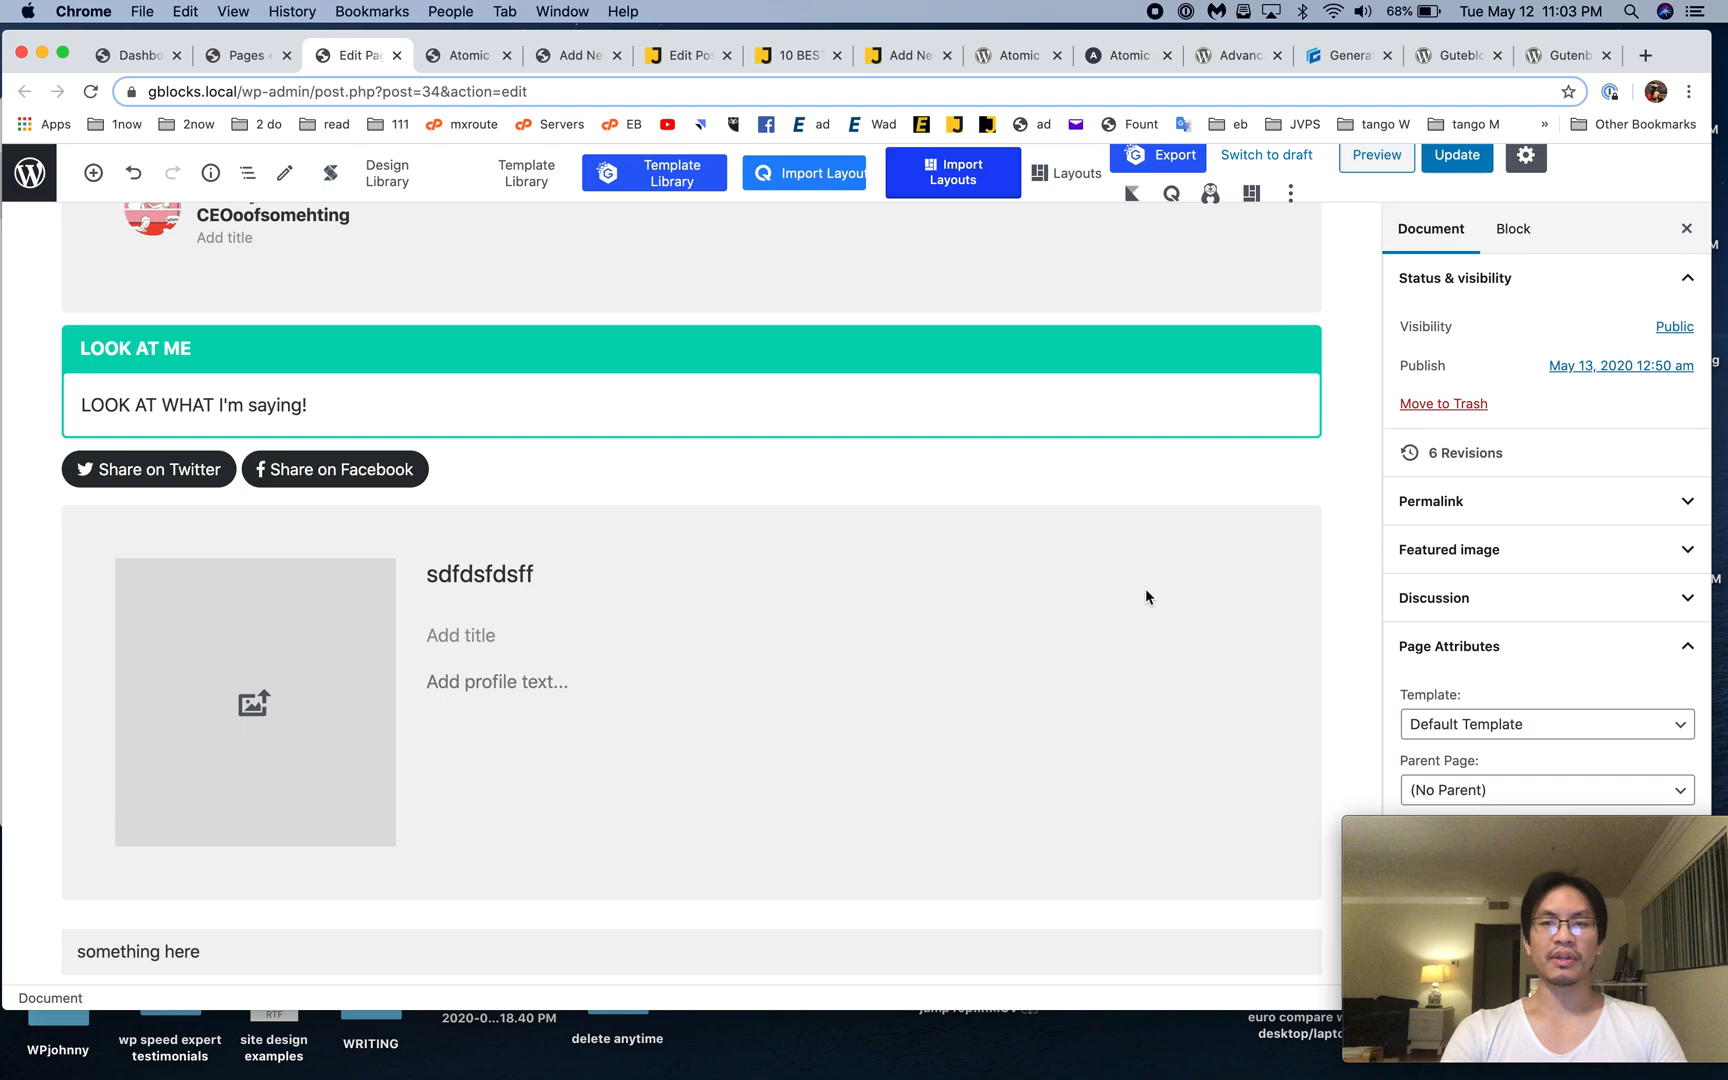 Chrome File Edit View History Bookmarks People Tab Window Help 68% Tue May 12 11:03 PM
Dashbo Pages Edit Pa Atomic Add Ne Edit Po 10 BES Add Ne Atomic Atomic Advanc Genera Guteblo Gutenb
gblocks.local/wp-admin/post.php?post=34&action=edit
Apps 1now 2now 2 do read 111 mxroute Servers EB ad Wad ad Fount eb JVPS tango W tango M » Other Bookmarks
Design Library
Template Library
Template Library
Import Layout
Import Layouts
Layouts
Export
Switch to draft
Preview
Update
CEOoofsomehting
Add title
LOOK AT ME
LOOK AT WHAT I'm saying!
Share on Twitter
Share on Facebook
sdfdsfdsff
Add title
Add profile text...
something here
Document
Document Block
Status & visibility
Visibility Public
Publish May 13, 2020 12:50 am
Move to Trash
6 Revisions
Permalink
Featured image
Discussion
Page Attributes
Template:
Default Template
Parent Page:
(No Parent)
WPjohnny
wp speed expert
testimonials
RTF
site design
examples
WRITING
2020-0...18.40 PM
delete anytime
euro compare